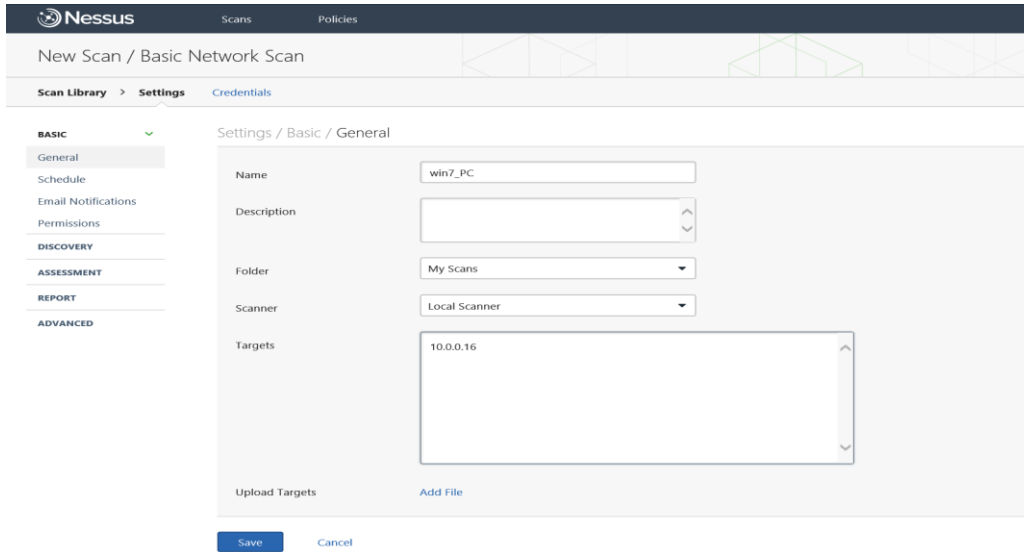 Nessus Scans Policies
New Scan / Basic Network Scan
Scan Library > Settings Credentials
BASIC
General
Schedule
Email Notifications
Permissions
DISCOVERY
ASSESSMENT
REPORT
ADVANCED
Settings / Basic / General
Name win7_PC
Description
Folder My Scans
Scanner Local Scanner
Targets 10.0.0.16
Upload Targets Add File
Save Cancel